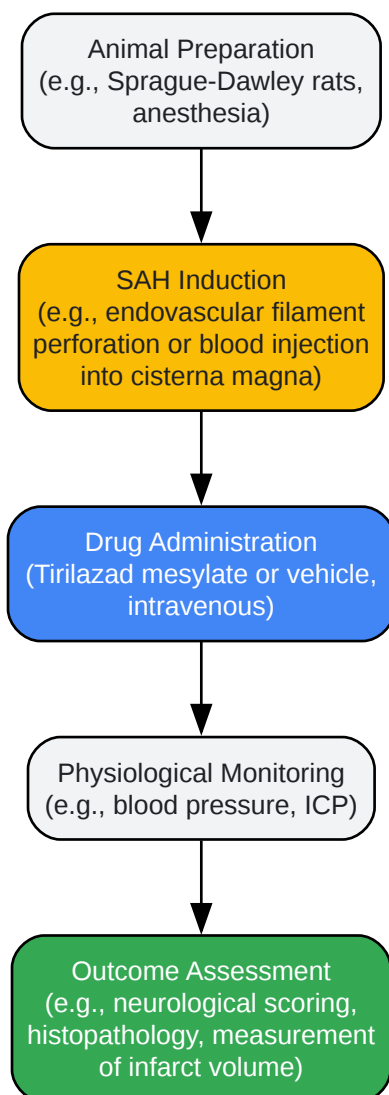 Animal Preparation
(e.g., Sprague-Dawley rats,
anesthesia)
SAH Induction
(e.g., endovascular filament
perforation or blood injection
into cisterna magna)
Drug Administration
(Tirilazad mesylate or vehicle,
intravenous)
Physiological Monitoring
(e.g., blood pressure, ICP)
Outcome Assessment
(e.g., neurological scoring,
histopathology, measurement
of infarct volume)